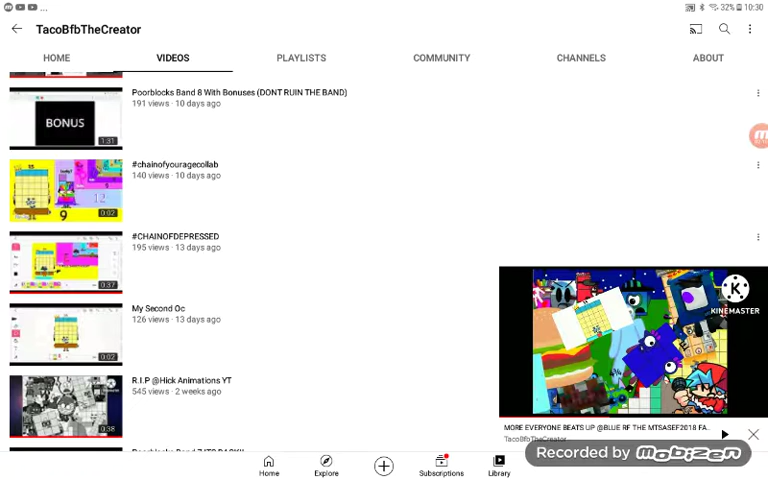 32% 10:30
TacoBfbTheCreator
HOME VIDEOS PLAYLISTS COMMUNITY CHANNELS ABOUT
Poorblocks Band 8 With Bonuses (DONT RUIN THE BAND)
191 views · 10 days ago
BONUS
1:31
#chainofyouragecollab
140 views · 10 days ago
15
12
9
0:02
#CHAINOFDEPRESSED
195 views · 13 days ago
0:37
My Second Oc
126 views · 13 days ago
0:02
R.I.P @Hick Animations YT
545 views · 2 weeks ago
0:38
K
KINEMASTER
MORE EVERYONE BEATS UP @BLUE RF THE MTSASEF2018 FA..
TacoBfbTheCreator
Recorded by mobizen
Home Explore Subscriptions Library